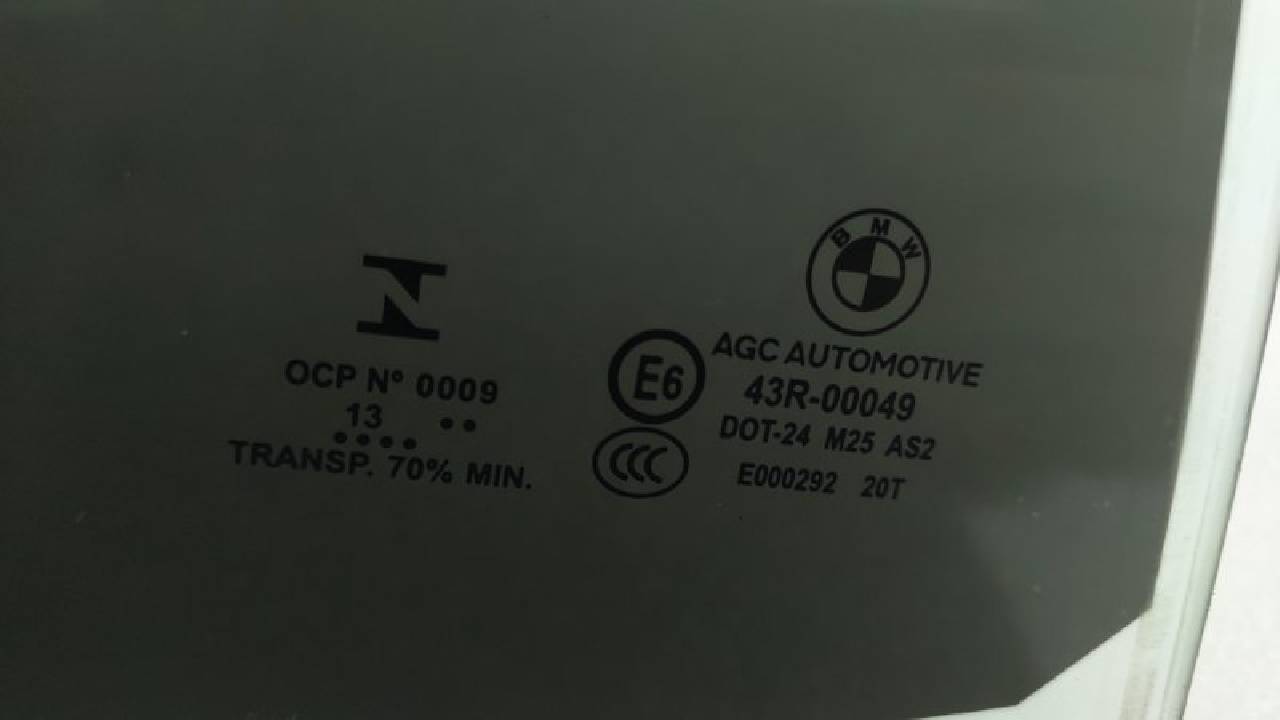 OCP Nº 0009
13
TRANSP. 70% MIN.
BMW
E6
AGC AUTOMOTIVE
43R-00049
CCC
DOT-24 M25 AS2
E000292 20T